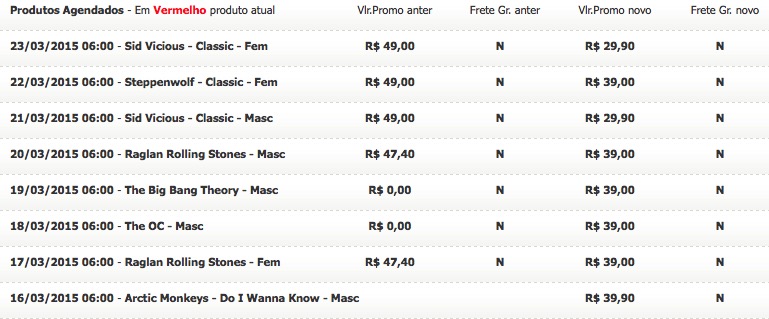 Produtos Agendados - Em Vermelho produto atual Vlr.Promo anter Frete Gr. anter Vlr.Promo novo Frete Gr. novo
23/03/2015 06:00 - Sid Vicious - Classic - Fem R$ 49,00 N R$ 29,90 N
22/03/2015 06:00 - Steppenwolf - Classic - Fem R$ 49,00 N R$ 39,00 N
21/03/2015 06:00 - Sid Vicious - Classic - Masc R$ 49,00 N R$ 29,90 N
20/03/2015 06:00 - Raglan Rolling Stones - Masc R$ 47,40 N R$ 39,00 N
19/03/2015 06:00 - The Big Bang Theory - Masc R$ 0,00 N R$ 39,00 N
18/03/2015 06:00 - The OC - Masc R$ 0,00 N R$ 39,00 N
17/03/2015 06:00 - Raglan Rolling Stones - Fem R$ 47,40 N R$ 39,00 N
16/03/2015 06:00 - Arctic Monkeys - Do I Wanna Know - Masc R$ 39,90 N